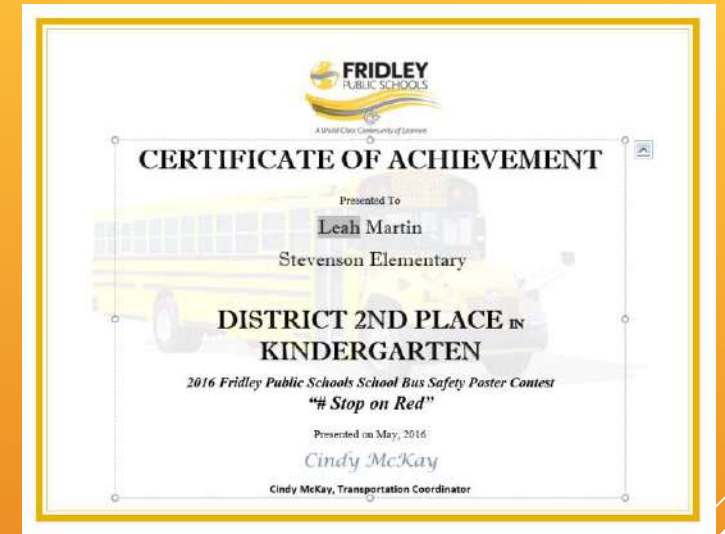 FRIDLEY
PUBLIC SCHOOLS
A World-Class Community of Learners
CERTIFICATE OF ACHIEVEMENT
Presented To
Leah Martin
Stevenson Elementary
DISTRICT 2ND PLACE IN
KINDERGARTEN
2016 Fridley Public Schools School Bus Safety Poster Contest
“# Stop on Red”
Presented on May, 2016
Cindy McKay
Cindy McKay, Transportation Coordinator